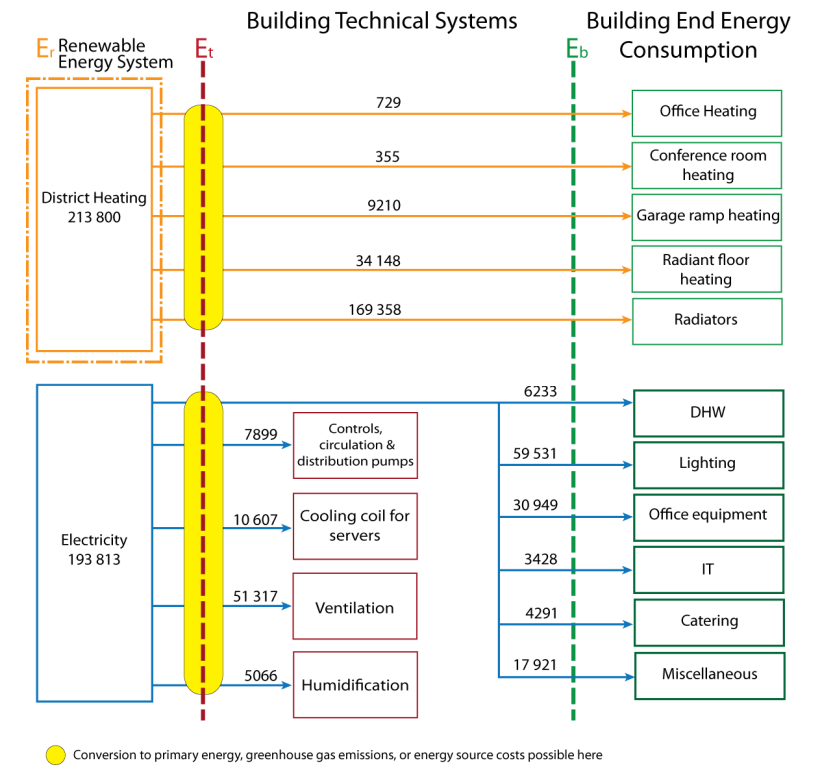 Building Technical Systems
Building End Energy
Consumption
Er Renewable
Energy System
Et
Eb
District Heating
213 800
729
Office Heating
355
Conference room
heating
9210
Garage ramp heating
34 148
Radiant floor
heating
169 358
Radiators
Electricity
193 813
6233
DHW
7899
Controls,
circulation &
distribution pumps
59 531
Lighting
10 607
Cooling coil for
servers
30 949
Office equipment
3428
IT
51 317
Ventilation
4291
Catering
5066
Humidification
17 921
Miscellaneous
Conversion to primary energy, greenhouse gas emissions, or energy source costs possible here